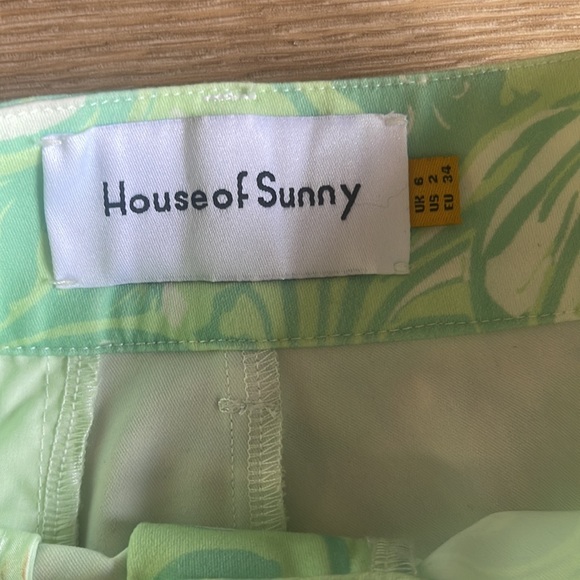 House of Sunny
UK 6
US 2
EU 34